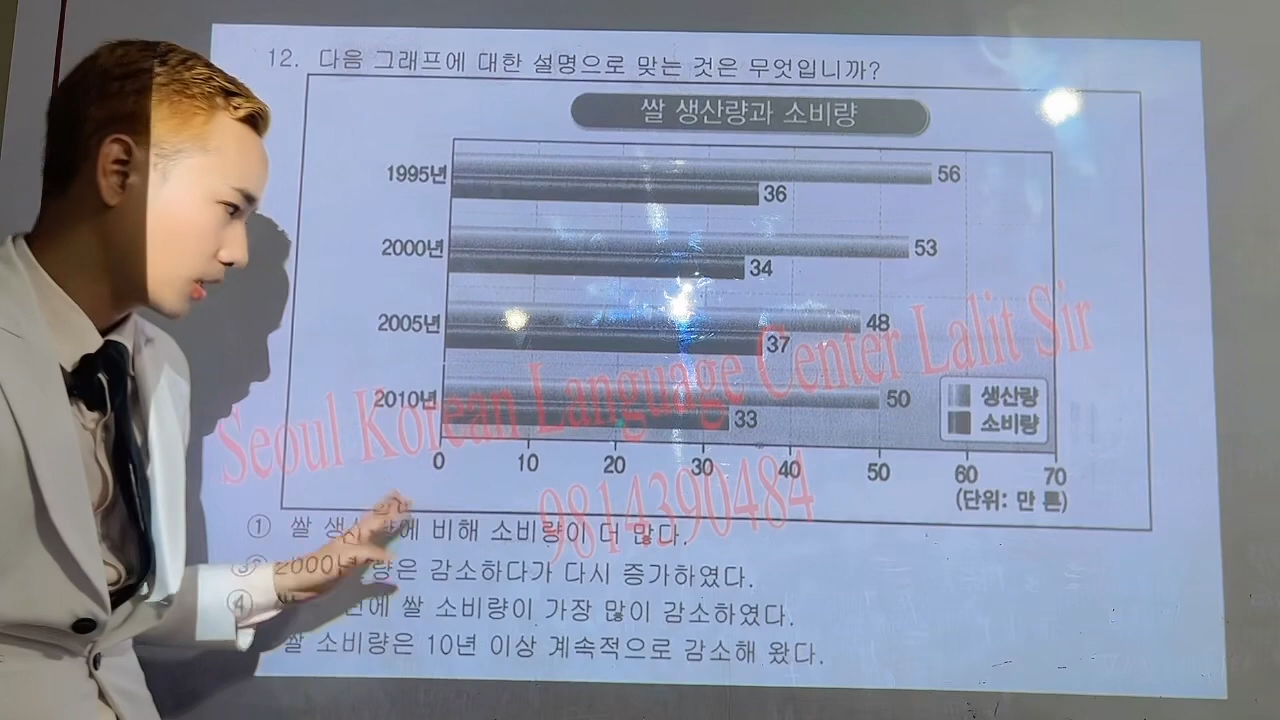 12. 다음 그래프에 대한 설명으로 맞는 것은 무엇입니까?
쌀 생산량과 소비량
1995년 56
36
2000년 53
34
2005년 48
37
2010년 50
33
생산량
소비량
0 10 20 30 40 50 60 70
(단위: 만 톤)
Seoul Korean Language Center Lalit Sir
9814390484
① 쌀 에 비해 소비량이 더 많다.
감소하다가 다시 증가하였다.
④ 쌀 소비량이 가장 많이 감소하였다.
쌀 소비량은 10년 이상 계속적으로 감소해 왔다.